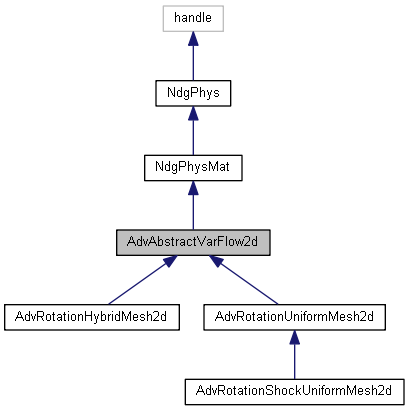 handle
NdgPhys
NdgPhysMat
AdvAbstractVarFlow2d
AdvRotationHybridMesh2d
AdvRotationUniformMesh2d
AdvRotationShockUniformMesh2d